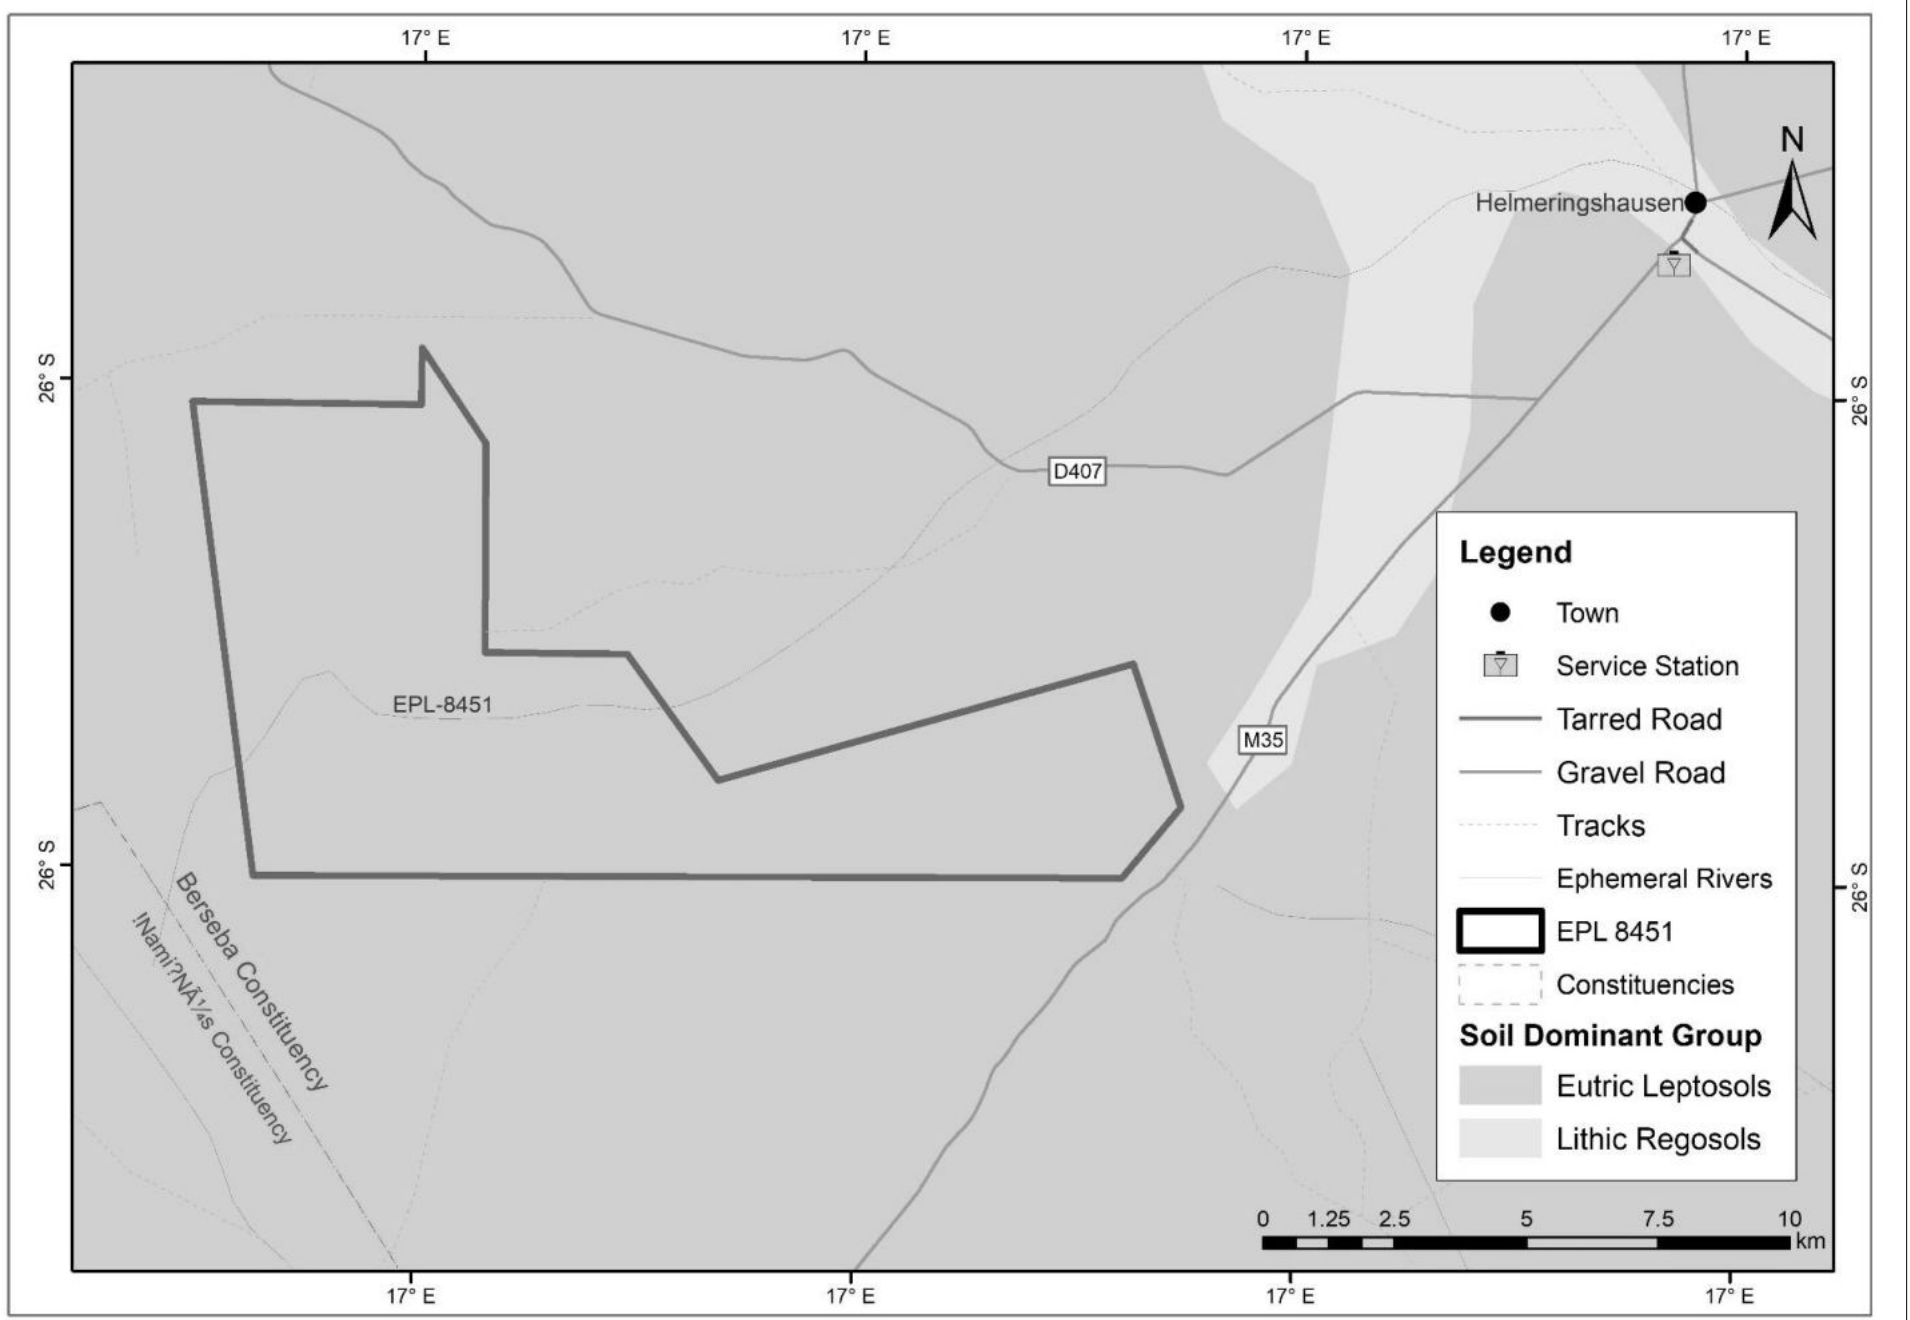 17° E 17° E 17° E 17° E
N
Helmeringshausen
26° S
26° S
D407
Legend
Town
Service Station
EPL-8451
Tarred Road
M35
Gravel Road
Tracks
26° S
26° S
Ephemeral Rivers
Berseba Constituency
!Nami?NÃ¼s Constituency
EPL 8451
Constituencies
Soil Dominant Group
Eutric Leptosols
Lithic Regosols
0 1.25 2.5 5 7.5 10
km
17° E 17° E 17° E 17° E